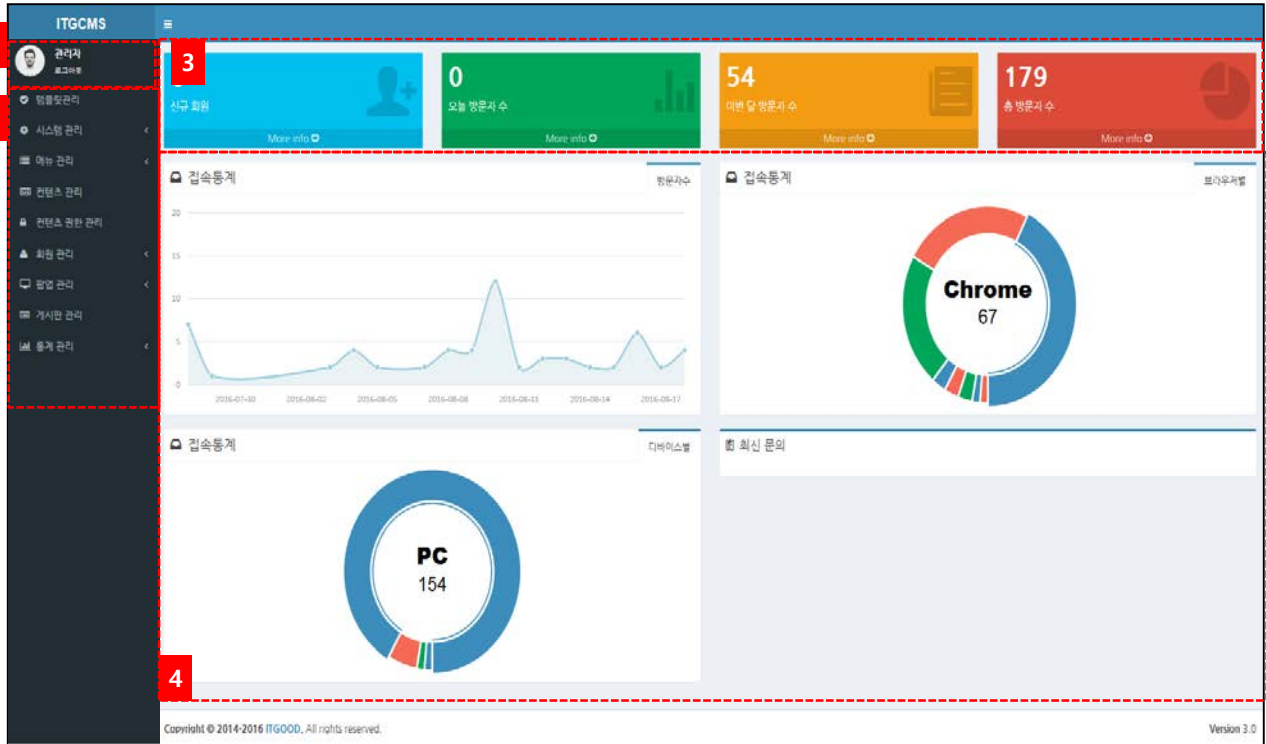 ITGCMS
관리자
로그아웃
3
신규 회원
More info
0
오늘 방문자 수
More info
54
이번 달 방문자 수
More info
179
총 방문자 수
More info
템플릿관리
시스템 관리
메뉴 관리
컨텐츠 관리
컨텐츠 권한 관리
회원 관리
팝업 관리
게시판 관리
통계 관리
접속통계
방문자수
20
15
10
5
0
2016-07-30
2016-08-02
2016-08-05
2016-08-08
2016-08-11
2016-08-14
2016-08-17
접속통계
브라우저별
Chrome
67
접속통계
디바이스별
PC
154
최신 문의
4
Copyright © 2014-2016 ITGOOD. All rights reserved.
Version 3.0